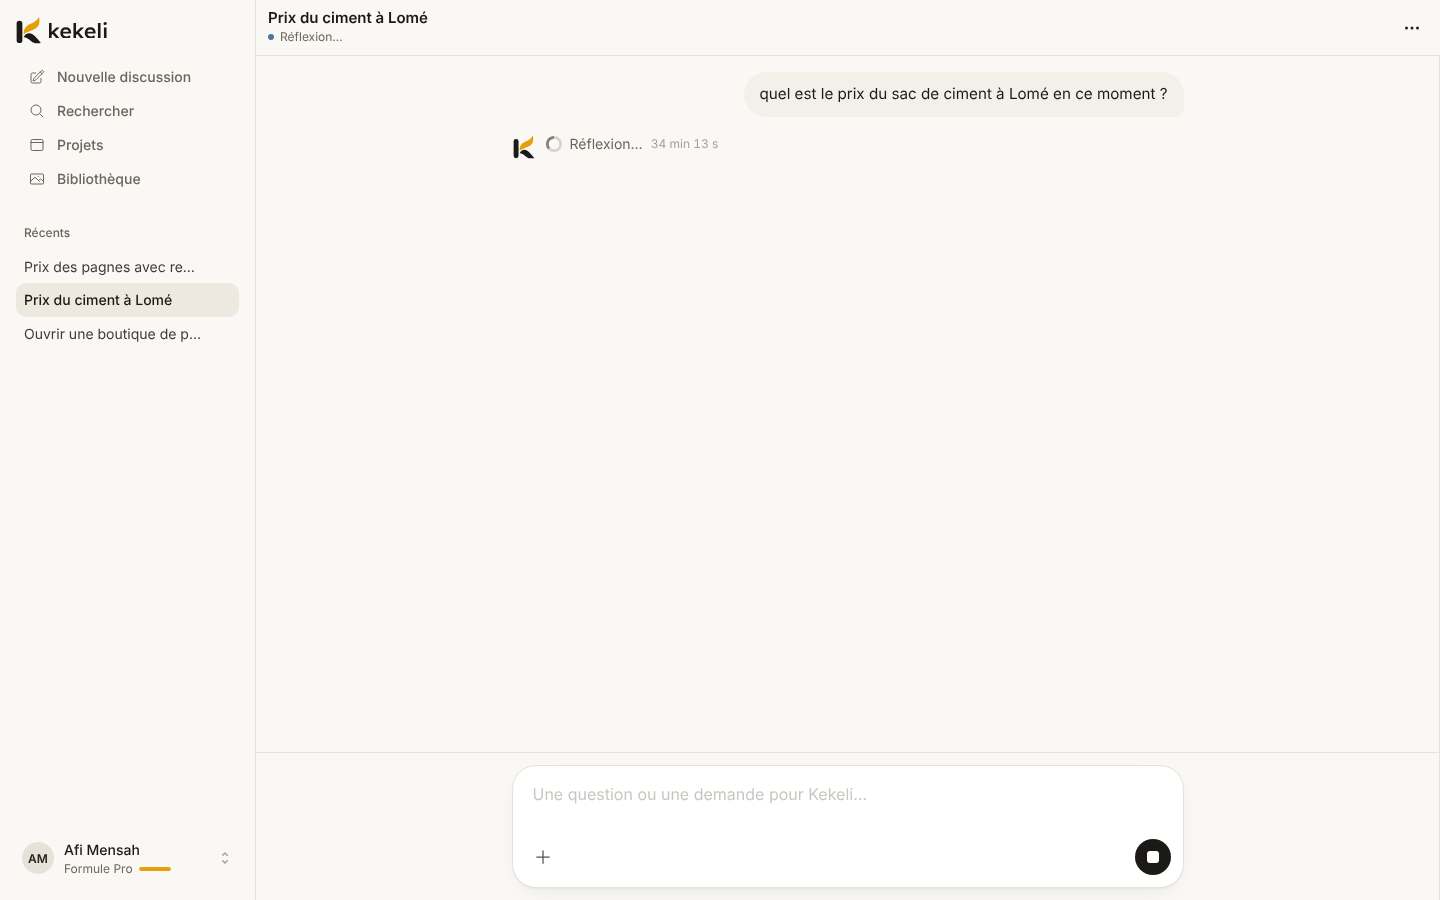 kekeli
Nouvelle discussion
Rechercher
Projets
Bibliothèque
Récents
Prix des pagnes avec re...
Prix du ciment à Lomé
Ouvrir une boutique de p...
AM
Afi Mensah
Formule Pro
Prix du ciment à Lomé
Réflexion...
quel est le prix du sac de ciment à Lomé en ce moment ?
Réflexion... 34 min 13 s
Une question ou une demande pour Kekeli...